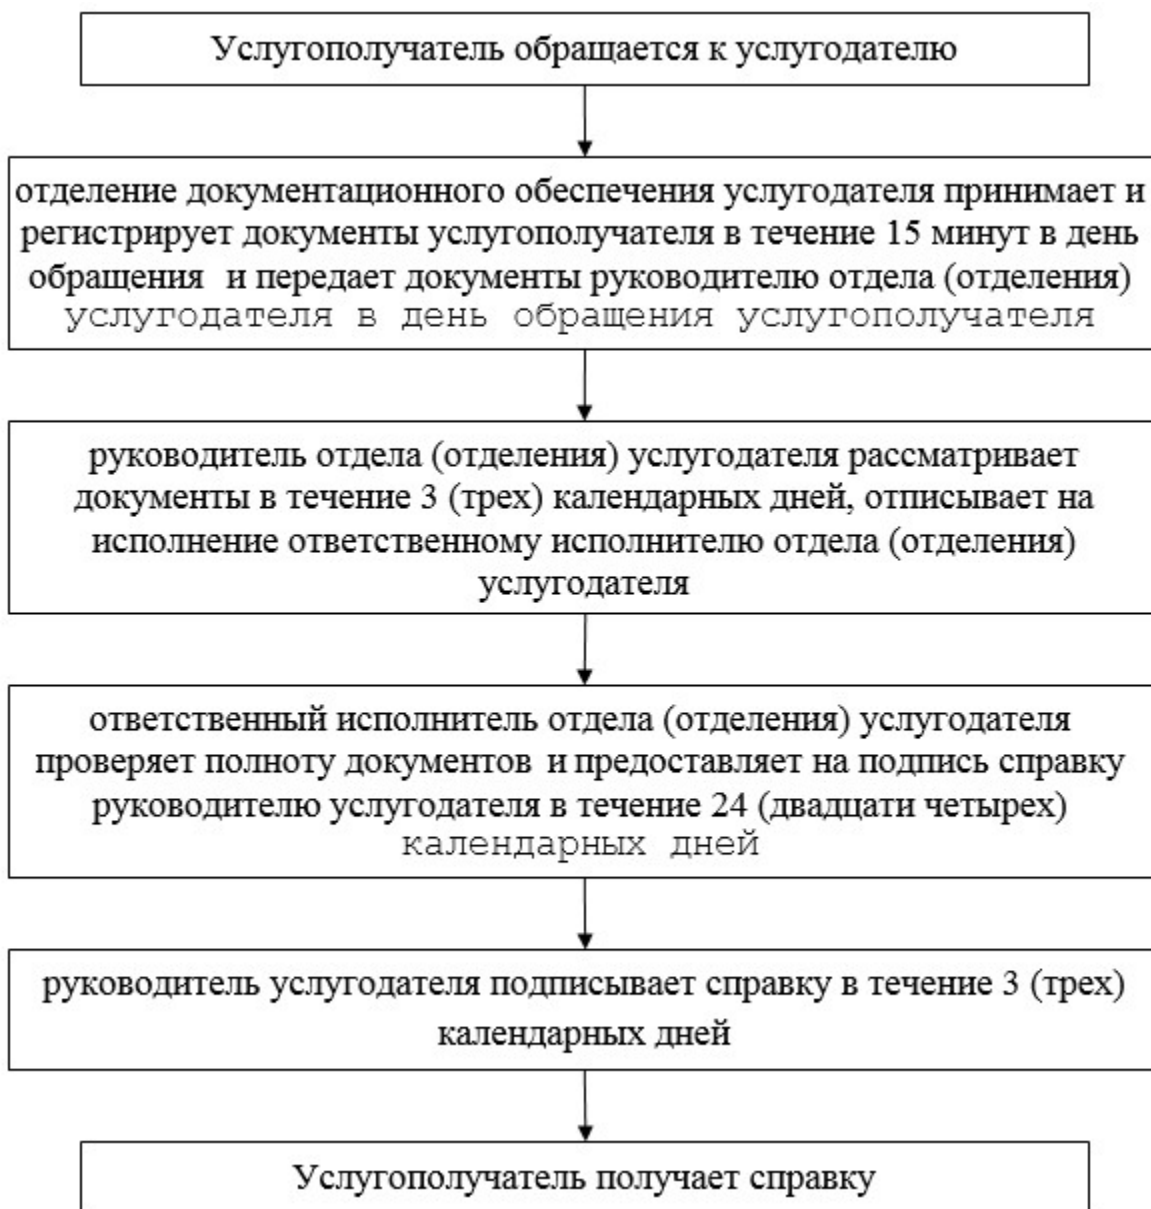 Услугополучатель обращается к услугодателю
отделение документационного обеспечения услугодателя принимает и
регистрирует документы услугополучателя в течение 15 минут в день
обращения и передает документы руководителю отдела (отделения)
услугодателя в день обращения услугополучателя
руководитель отдела (отделения) услугодателя рассматривает
документы в течение 3 (трех) календарных дней, отписывает на
исполнение ответственному исполнителю отдела (отделения)
услугодателя
ответственный исполнитель отдела (отделения) услугодателя
проверяет полноту документов и предоставляет на подпись справку
руководителю услугодателя в течение 24 (двадцати четырех)
календарных дней
руководитель услугодателя подписывает справку в течение 3 (трех)
календарных дней
Услугополучатель получает справку